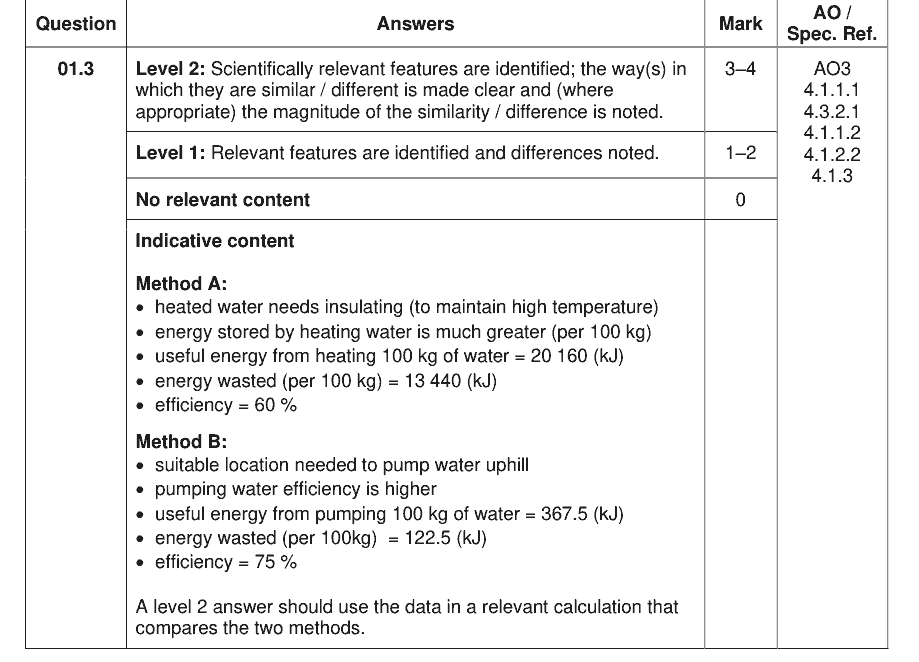 Question Answers Mark AO /
Spec. Ref.
01.3 Level 2: Scientifically relevant features are identified; the way(s) in
which they are similar / different is made clear and (where
appropriate) the magnitude of the similarity / difference is noted.
3–4
AO3
4.1.1.1
4.3.2.1
4.1.1.2
4.1.2.2
4.1.3
Level 1: Relevant features are identified and differences noted. 1–2
No relevant content 0
Indicative content
Method A:
• heated water needs insulating (to maintain high temperature)
• energy stored by heating water is much greater (per 100 kg)
• useful energy from heating 100 kg of water = 20 160 (kJ)
• energy wasted (per 100 kg) = 13 440 (kJ)
• efficiency = 60 %
Method B:
• suitable location needed to pump water uphill
• pumping water efficiency is higher
• useful energy from pumping 100 kg of water = 367.5 (kJ)
• energy wasted (per 100kg) = 122.5 (kJ)
• efficiency = 75 %
A level 2 answer should use the data in a relevant calculation that
compares the two methods.